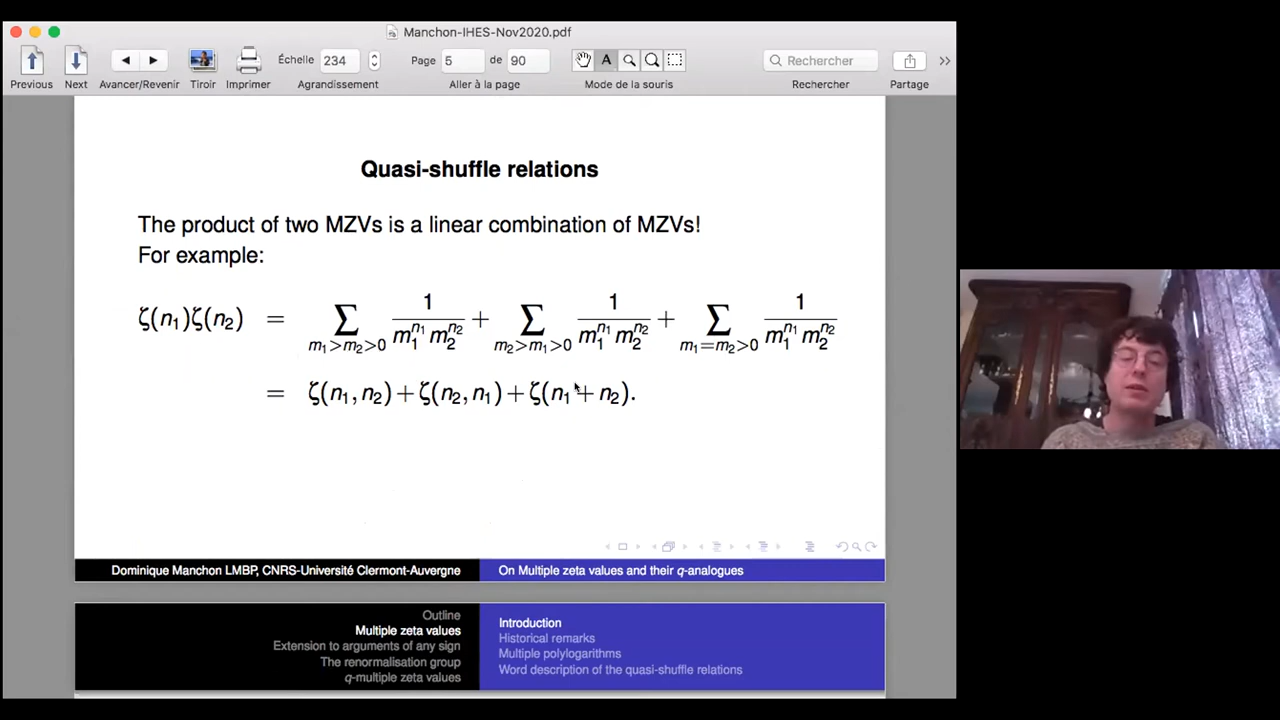 Manchon-IHES-Nov2020.pdf
Previous Next Avancer/Revenir Tiroir Imprimer Échelle 234 Agrandissement Page 5 de 90 Aller à la page Mode de la souris Rechercher Rechercher Partage
Quasi-shuffle relations
The product of two MZVs is a linear combination of MZVs!
For example:
ζ(n₁)ζ(n₂) = ∑_{m₁>m₂>0} 1/(m₁^{n₁} m₂^{n₂}) + ∑_{m₂>m₁>0} 1/(m₁^{n₁} m₂^{n₂}) + ∑_{m₁=m₂>0} 1/(m₁^{n₁} m₂^{n₂})
= ζ(n₁, n₂) + ζ(n₂, n₁) + ζ(n₁ + n₂).
Dominique Manchon LMBP, CNRS-Université Clermont-Auvergne On Multiple zeta values and their q-analogues
Outline
Multiple zeta values
Extension to arguments of any sign
The renormalisation group
q-multiple zeta values
Introduction
Historical remarks
Multiple polylogarithms
Word description of the quasi-shuffle relations